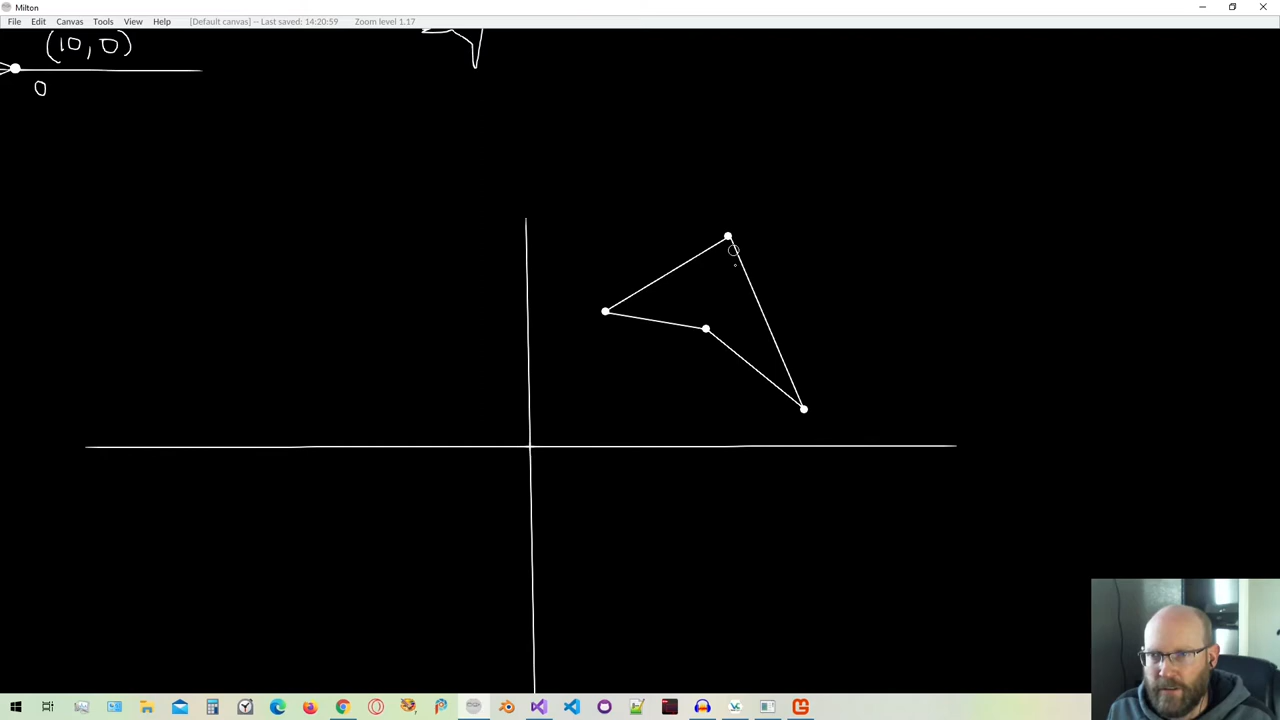 Milton
File Edit Canvas Tools View Help [Default canvas] -- Last saved: 14:20:59 Zoom level 1.17
(10, 0)
0